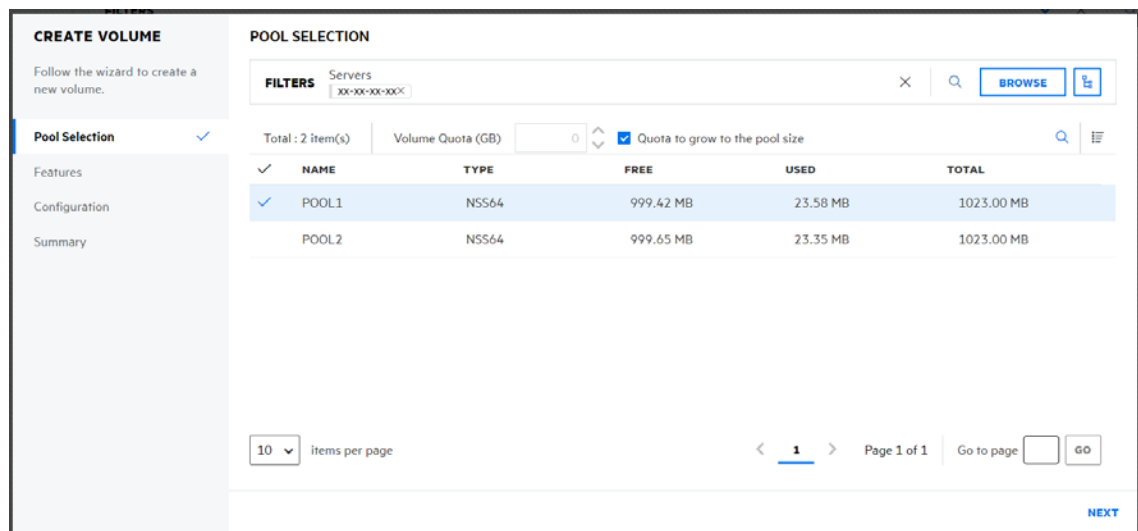 FILTERS
CREATE VOLUME
Follow the wizard to create a
new volume.
Pool Selection
Features
Configuration
Summary
POOL SELECTION
FILTERS
Servers
xx-xx-xx-xx
BROWSE
Total : 2 item(s)
Volume Quota (GB)
0
Quota to grow to the pool size
NAME TYPE FREE USED TOTAL
POOL1 NSS64 999.42 MB 23.58 MB 1023.00 MB
POOL2 NSS64 999.65 MB 23.35 MB 1023.00 MB
10 items per page
1
Page 1 of 1
Go to page
GO
NEXT